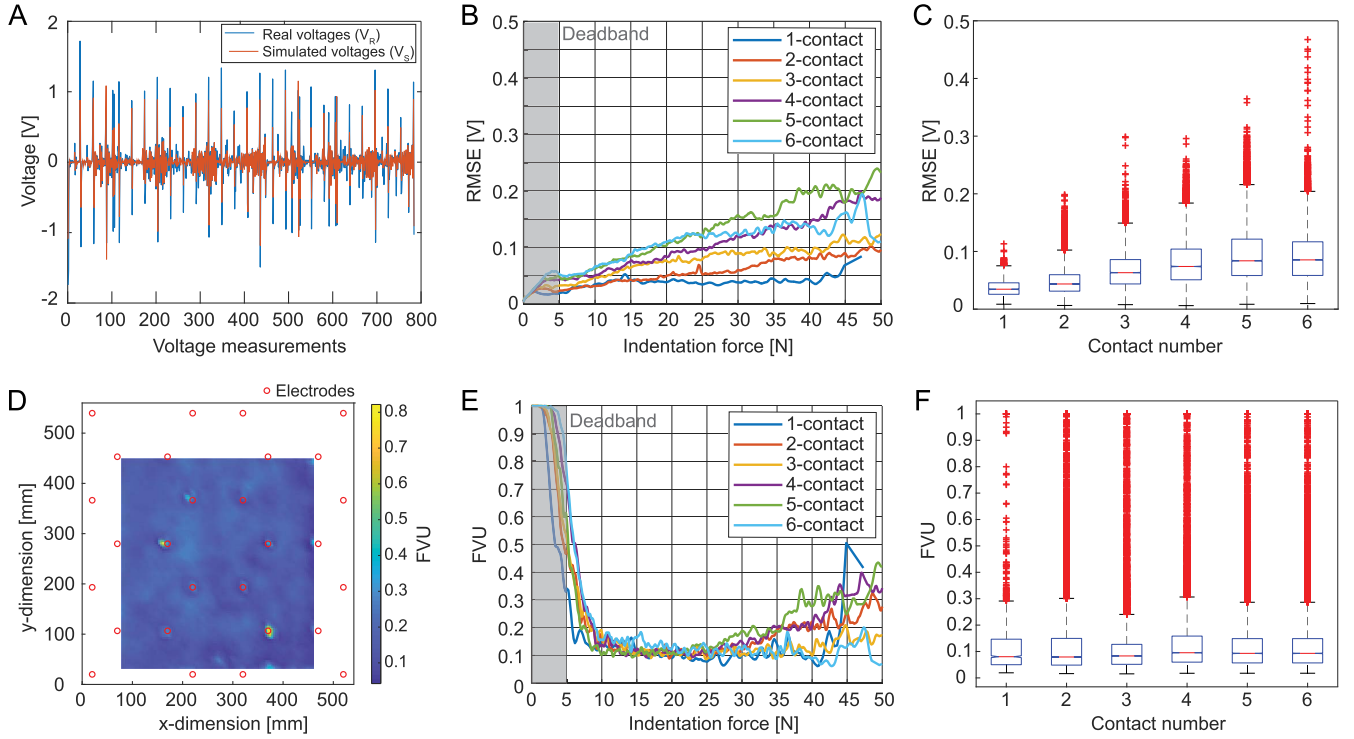 A
Real voltages (VR)
Simulated voltages (VS)
2
1
0
-1
-2
Voltage [V]
0 100 200 300 400 500 600 700 800
Voltage measurements
B
Deadband
1-contact
2-contact
3-contact
4-contact
5-contact
6-contact
0.5
0.4
0.3
0.2
0.1
0
RMSE [V]
0 5 10 15 20 25 30 35 40 45 50
Indentation force [N]
C
0.5
0.4
0.3
0.2
0.1
0
RMSE [V]
1 2 3 4 5 6
Contact number
D
Electrodes
500
400
300
200
100
0
y-dimension [mm]
0 100 200 300 400 500
x-dimension [mm]
0.8
0.7
0.6
0.5
0.4
0.3
0.2
0.1
FVU
E
Deadband
1-contact
2-contact
3-contact
4-contact
5-contact
6-contact
1
0.9
0.8
0.7
0.6
0.5
0.4
0.3
0.2
0.1
0
FVU
0 5 10 15 20 25 30 35 40 45 50
Indentation force [N]
F
1
0.9
0.8
0.7
0.6
0.5
0.4
0.3
0.2
0.1
0
FVU
1 2 3 4 5 6
Contact number